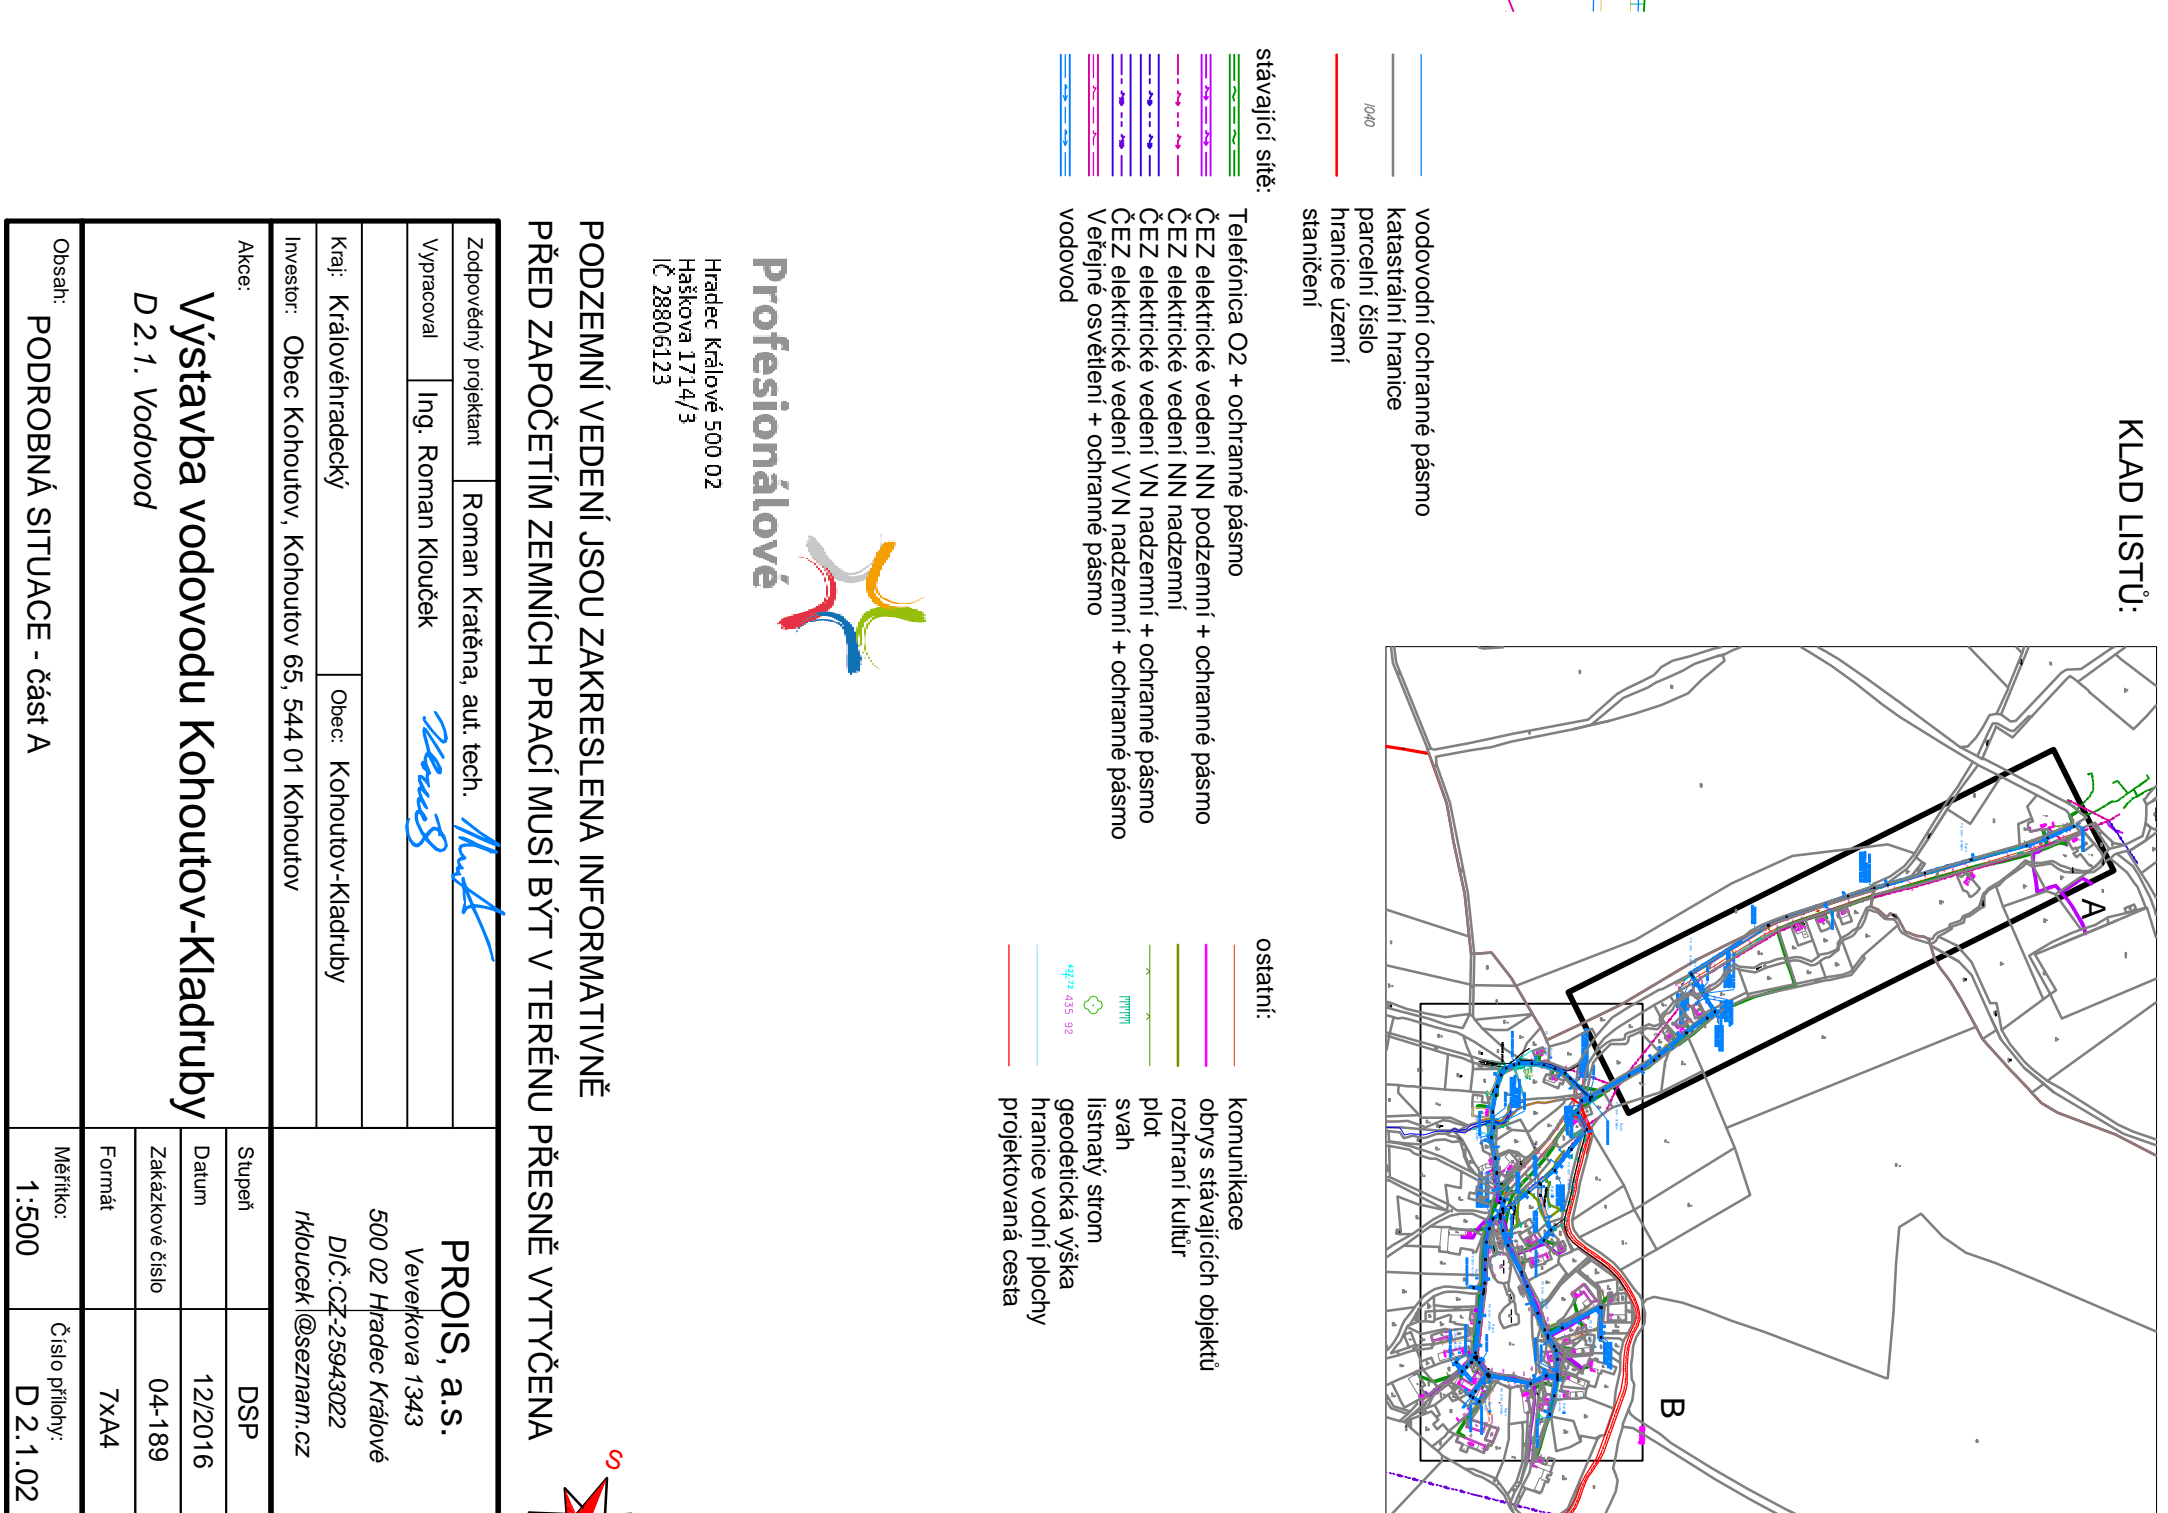 KLAD LISTŮ:
A
B
vodovodní ochranné pásmo
katastrální hranice
1040 parcelní číslo
hranice území
staničení
stávající sítě:
Telefónica O2 + ochranné pásmo
ČEZ elektrické vedení NN podzemní + ochranné pásmo
ČEZ elektrické vedení NN nadzemní
ČEZ elektrické vedení VN nadzemní + ochranné pásmo
ČEZ elektrické vedení VVN nadzemní + ochranné pásmo
Veřejné osvětlení + ochranné pásmo
vodovod
ostatní:
komunikace
obrys stávajících objektů
rozhraní kultůr
plot
svah
listnatý strom
435 92 geodetická výška
hranice vodní plochy
projektovaná cesta
Profesionálové
Hradec Králové 500 02
Haškova 1714/3
IČ 28806123
PODZEMNÍ VEDENÍ JSOU ZAKRESLENA INFORMATIVNĚ
PŘED ZAPOČETÍM ZEMNÍCH PRACÍ MUSÍ BÝT V TERÉNU PŘESNĚ VYTYČENA
S
Zodpovědný projektant Roman Kratěna, aut. tech.
Vypracoval Ing. Roman Klouček
Kraj: Královéhradecký Obec: Kohoutov-Kladruby
Investor: Obec Kohoutov, Kohoutov 65, 544 01 Kohoutov
PROIS, a.s.
Veverkova 1343
500 02 Hradec Králové
DIČ:CZ-25943022
rkloucek@seznam.cz
Akce:
Výstavba vodovodu Kohoutov-Kladruby
D 2.1. Vodovod
Stupeň DSP
Datum 12/2016
Zakázkové číslo 04-189
Formát 7xA4
Obsah: PODROBNÁ SITUACE - část A
Měřítko: 1:500
Číslo přílohy: D 2.1.02